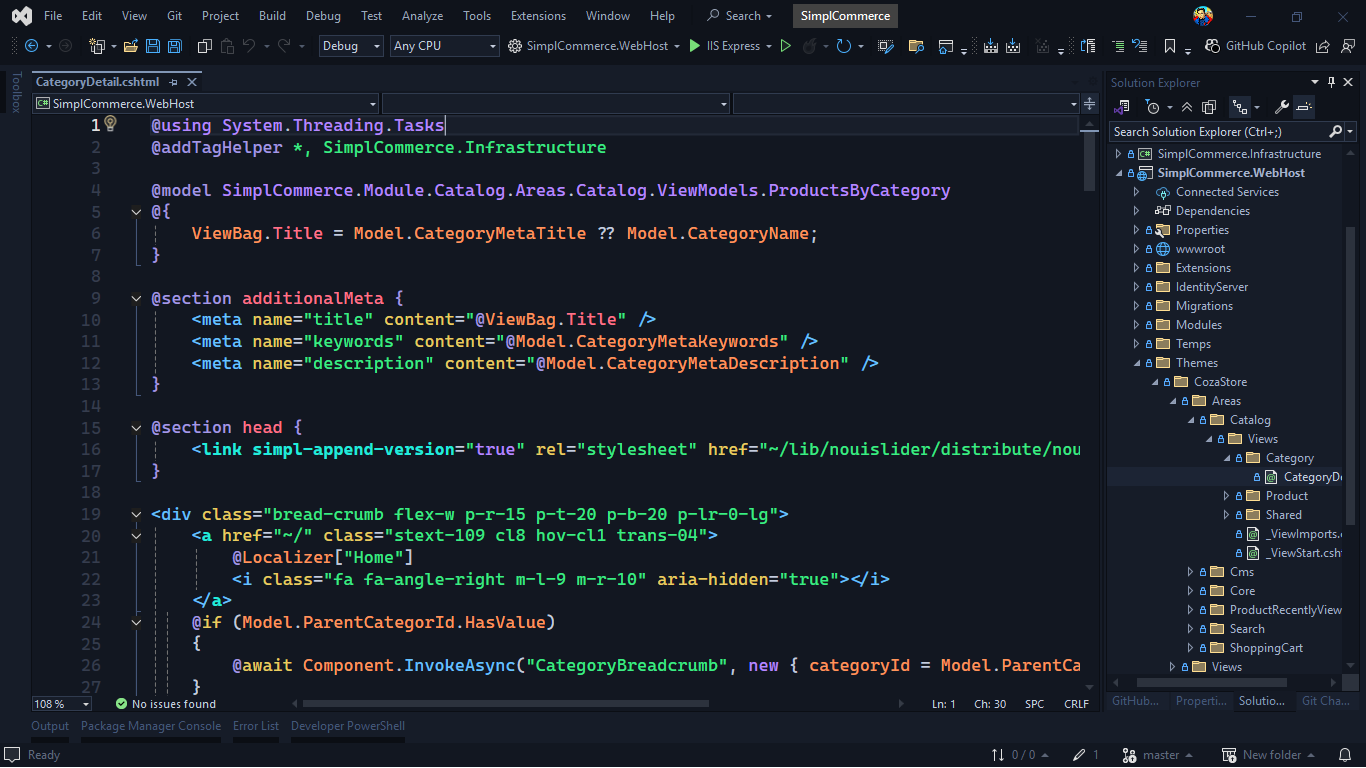 File Edit View Git Project Build Debug Test Analyze Tools Extensions Window Help Search SimplCommerce
Debug Any CPU SimplCommerce.WebHost IIS Express GitHub Copilot
Toolbox
CategoryDetail.cshtml
C# SimplCommerce.WebHost
1 @using System.Threading.Tasks
2 @addTagHelper *, SimplCommerce.Infrastructure
3
4 @model SimplCommerce.Module.Catalog.Areas.Catalog.ViewModels.ProductsByCategory
5 @{
6 ViewBag.Title = Model.CategoryMetaTitle ?? Model.CategoryName;
7 }
8
9 @section additionalMeta {
10 <meta name="title" content="@ViewBag.Title" />
11 <meta name="keywords" content="@Model.CategoryMetaKeywords" />
12 <meta name="description" content="@Model.CategoryMetaDescription" />
13 }
14
15 @section head {
16 <link simpl-append-version="true" rel="stylesheet" href="~/lib/nouislider/distribute/nou
17 }
18
19 <div class="bread-crumb flex-w p-r-15 p-t-20 p-b-20 p-lr-0-lg">
20 <a href="~/" class="stext-109 cl8 hov-cl1 trans-04">
21 @Localizer["Home"]
22 <i class="fa fa-angle-right m-l-9 m-r-10" aria-hidden="true"></i>
23 </a>
24 @if (Model.ParentCategorId.HasValue)
25 {
26 @await Component.InvokeAsync("CategoryBreadcrumb", new { categoryId = Model.ParentCa
27 }
108 % No issues found Ln: 1 Ch: 30 SPC CRLF
Solution Explorer
Search Solution Explorer (Ctrl+;)
C# SimplCommerce.Infrastructure
SimplCommerce.WebHost
Connected Services
Dependencies
Properties
wwwroot
Extensions
IdentityServer
Migrations
Modules
Temps
Themes
CozaStore
Areas
Catalog
Views
Category
CategoryDe
Product
Shared
_ViewImports.c
_ViewStart.csht
Cms
Core
ProductRecentlyView
Search
ShoppingCart
Views
GitHub... Properti... Solutio... Git Cha...
Output Package Manager Console Error List Developer PowerShell
Ready 0 / 0 1 master New folder